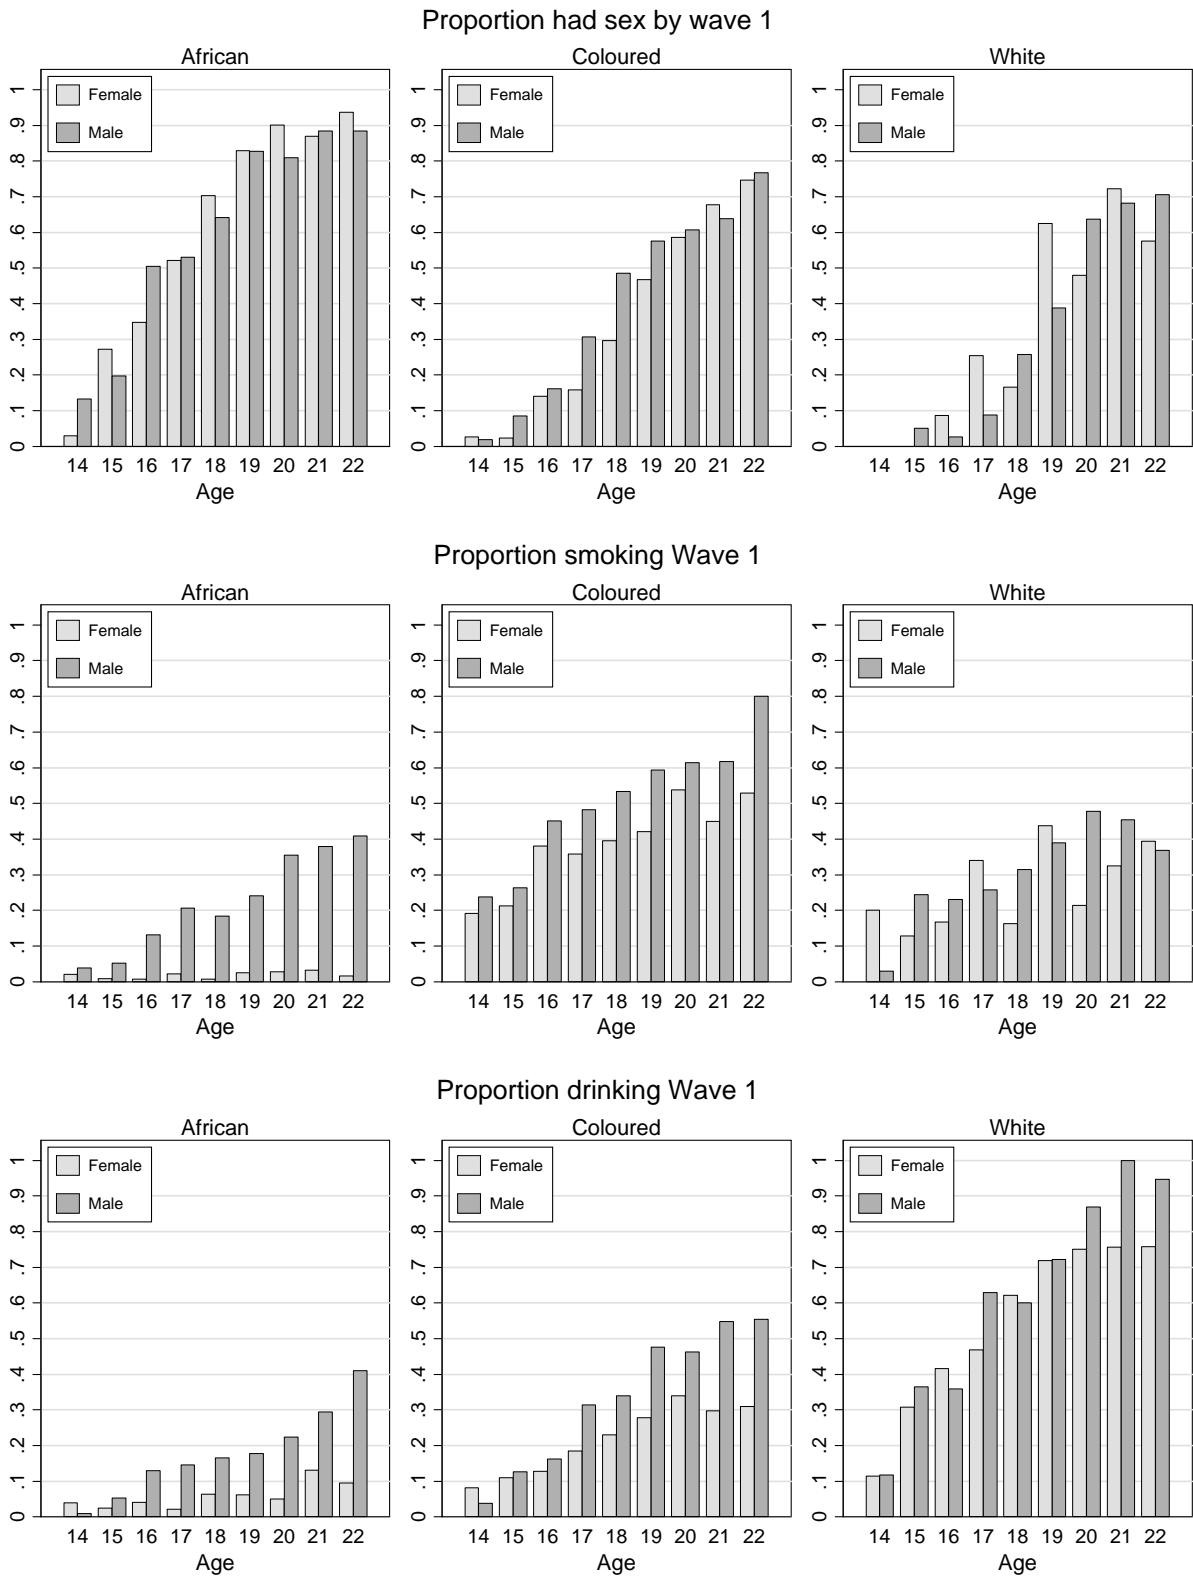 Proportion had sex by wave 1
African
Coloured
White
Female
Male
Female
Male
Female
Male
0 .1 .2 .3 .4 .5 .6 .7 .8 .9 1
0 .1 .2 .3 .4 .5 .6 .7 .8 .9 1
0 .1 .2 .3 .4 .5 .6 .7 .8 .9 1
14 15 16 17 18 19 20 21 22
14 15 16 17 18 19 20 21 22
14 15 16 17 18 19 20 21 22
Age
Age
Age
Proportion smoking Wave 1
African
Coloured
White
Female
Male
Female
Male
Female
Male
0 .1 .2 .3 .4 .5 .6 .7 .8 .9 1
0 .1 .2 .3 .4 .5 .6 .7 .8 .9 1
0 .1 .2 .3 .4 .5 .6 .7 .8 .9 1
14 15 16 17 18 19 20 21 22
14 15 16 17 18 19 20 21 22
14 15 16 17 18 19 20 21 22
Age
Age
Age
Proportion drinking Wave 1
African
Coloured
White
Female
Male
Female
Male
Female
Male
0 .1 .2 .3 .4 .5 .6 .7 .8 .9 1
0 .1 .2 .3 .4 .5 .6 .7 .8 .9 1
0 .1 .2 .3 .4 .5 .6 .7 .8 .9 1
14 15 16 17 18 19 20 21 22
14 15 16 17 18 19 20 21 22
14 15 16 17 18 19 20 21 22
Age
Age
Age